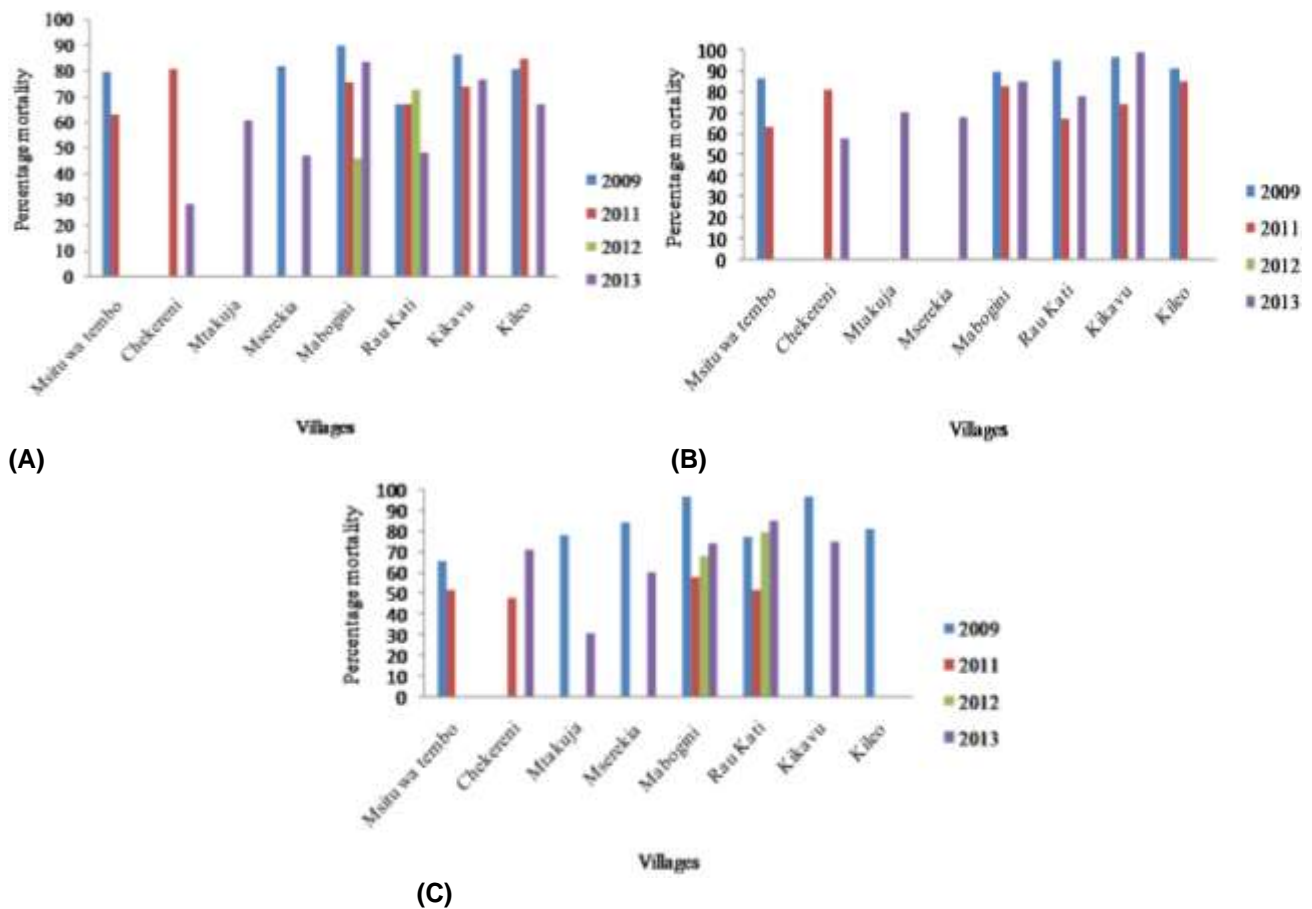 Percentage mortality
100
90
80
70
60
50
40
30
20
10
0
2009
2011
2012
2013
Msitu wa tembo
Chekereni
Mtakuja
Mserekia
Mabogini
Rau Kati
Kikavu
Kileo
Villages
(A)
Percentage mortality
100
90
80
70
60
50
40
30
20
10
0
2009
2011
2012
2013
Msitu wa tembo
Chekereni
Mtakuja
Mserekia
Mabogini
Rau Kati
Kikavu
Kileo
Villages
(B)
Percentage mortality
100
90
80
70
60
50
40
30
20
10
0
2009
2011
2012
2013
Msitu wa tembo
Chekereni
Mtakuja
Mserekia
Mabogini
Rau Kati
Kikavu
Kileo
Villages
(C)